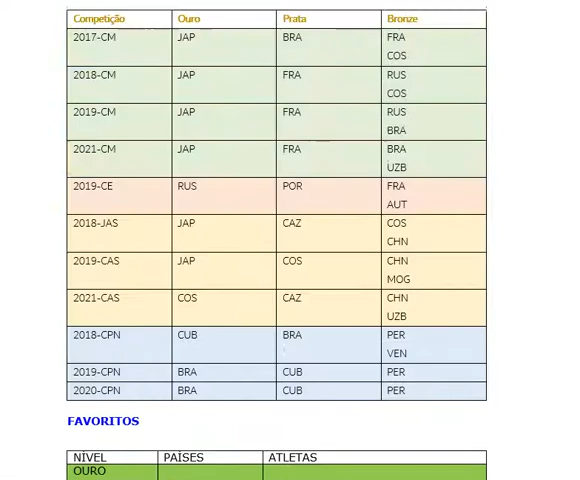 Competição Ouro Prata Bronze
2017-CM JAP BRA FRA
COS
2018-CM JAP FRA RUS
COS
2019-CM JAP FRA RUS
BRA
2021-CM JAP FRA BRA
UZB
2019-CE RUS POR FRA
AUT
2018-JAS JAP CAZ COS
CHN
2019-CAS JAP COS CHN
MOG
2021-CAS COS CAZ CHN
UZB
2018-CPN CUB BRA PER
VEN
2019-CPN BRA CUB PER
2020-CPN BRA CUB PER
FAVORITOS
NÍVEL PAÍSES ATLETAS
OURO